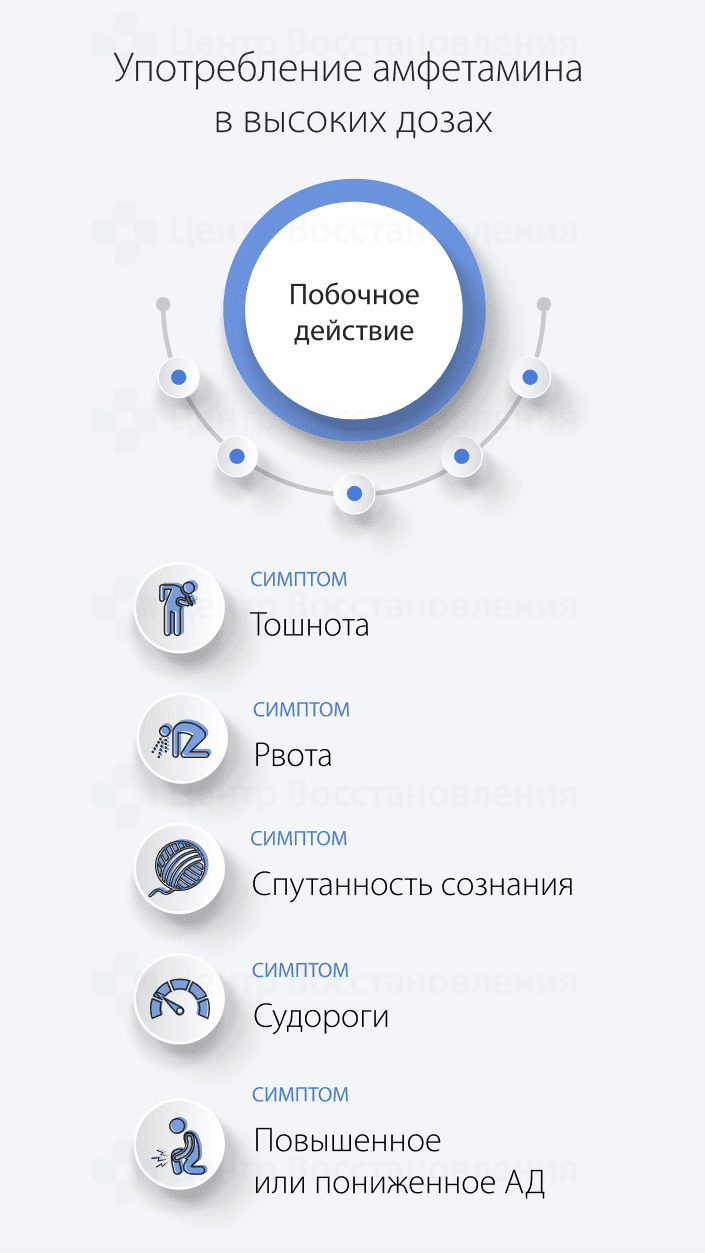 Употребление амфетамина
в высоких дозах
Центр Восстановления
Центр Восстановления
Побочное
действие
Центр Восстановления
СИМПТОМ
Тошнота
Центр Восстановления
СИМПТОМ
Рвота
Центр Восстановления
СИМПТОМ
Спутанность сознания
СИМПТОМ
Судороги
Центр Восстановления
СИМПТОМ
Повышенное
или пониженное АД
Центр Восстановления